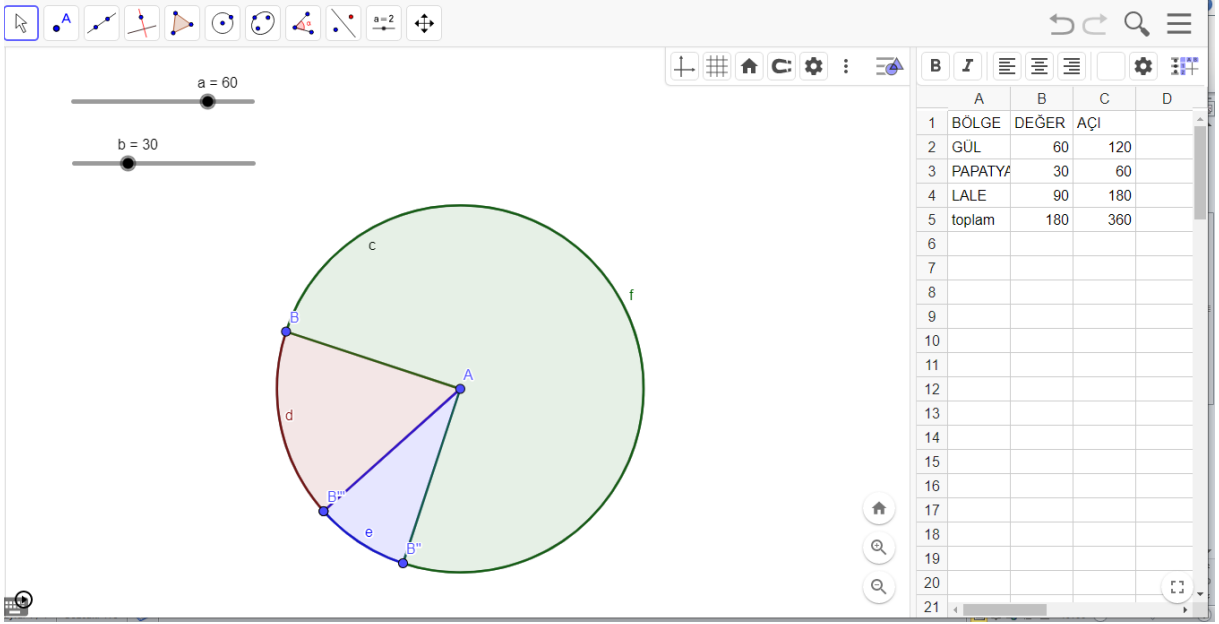 A
a=2
a = 60
b = 30
B I
A B C D
1 BÖLGE DEĞER AÇI
2 GÜL 60 120
3 PAPATYA 30 60
4 LALE 90 180
5 toplam 180 360
6
7
8
9
10
11
12
13
14
15
16
17
18
19
20
21
c
f
B
A
d
B'''
e
B''